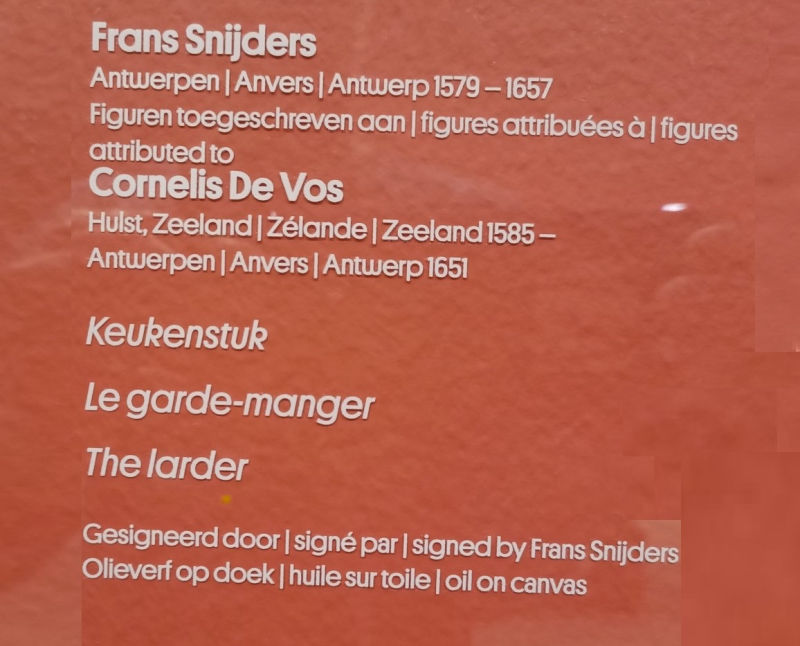 Frans Snijders
Antwerpen | Anvers | Antwerp 1579 – 1657
Figuren toegeschreven aan | figures attribuées à | figures
attributed to
Cornelis De Vos
Hulst, Zeeland | Zélande | Zeeland 1585 –
Antwerpen | Anvers | Antwerp 1651
Keukenstuk
Le garde-manger
The larder
Gesigneerd door | signé par | signed by Frans Snijders
Olieverf op doek | huile sur toile | oil on canvas